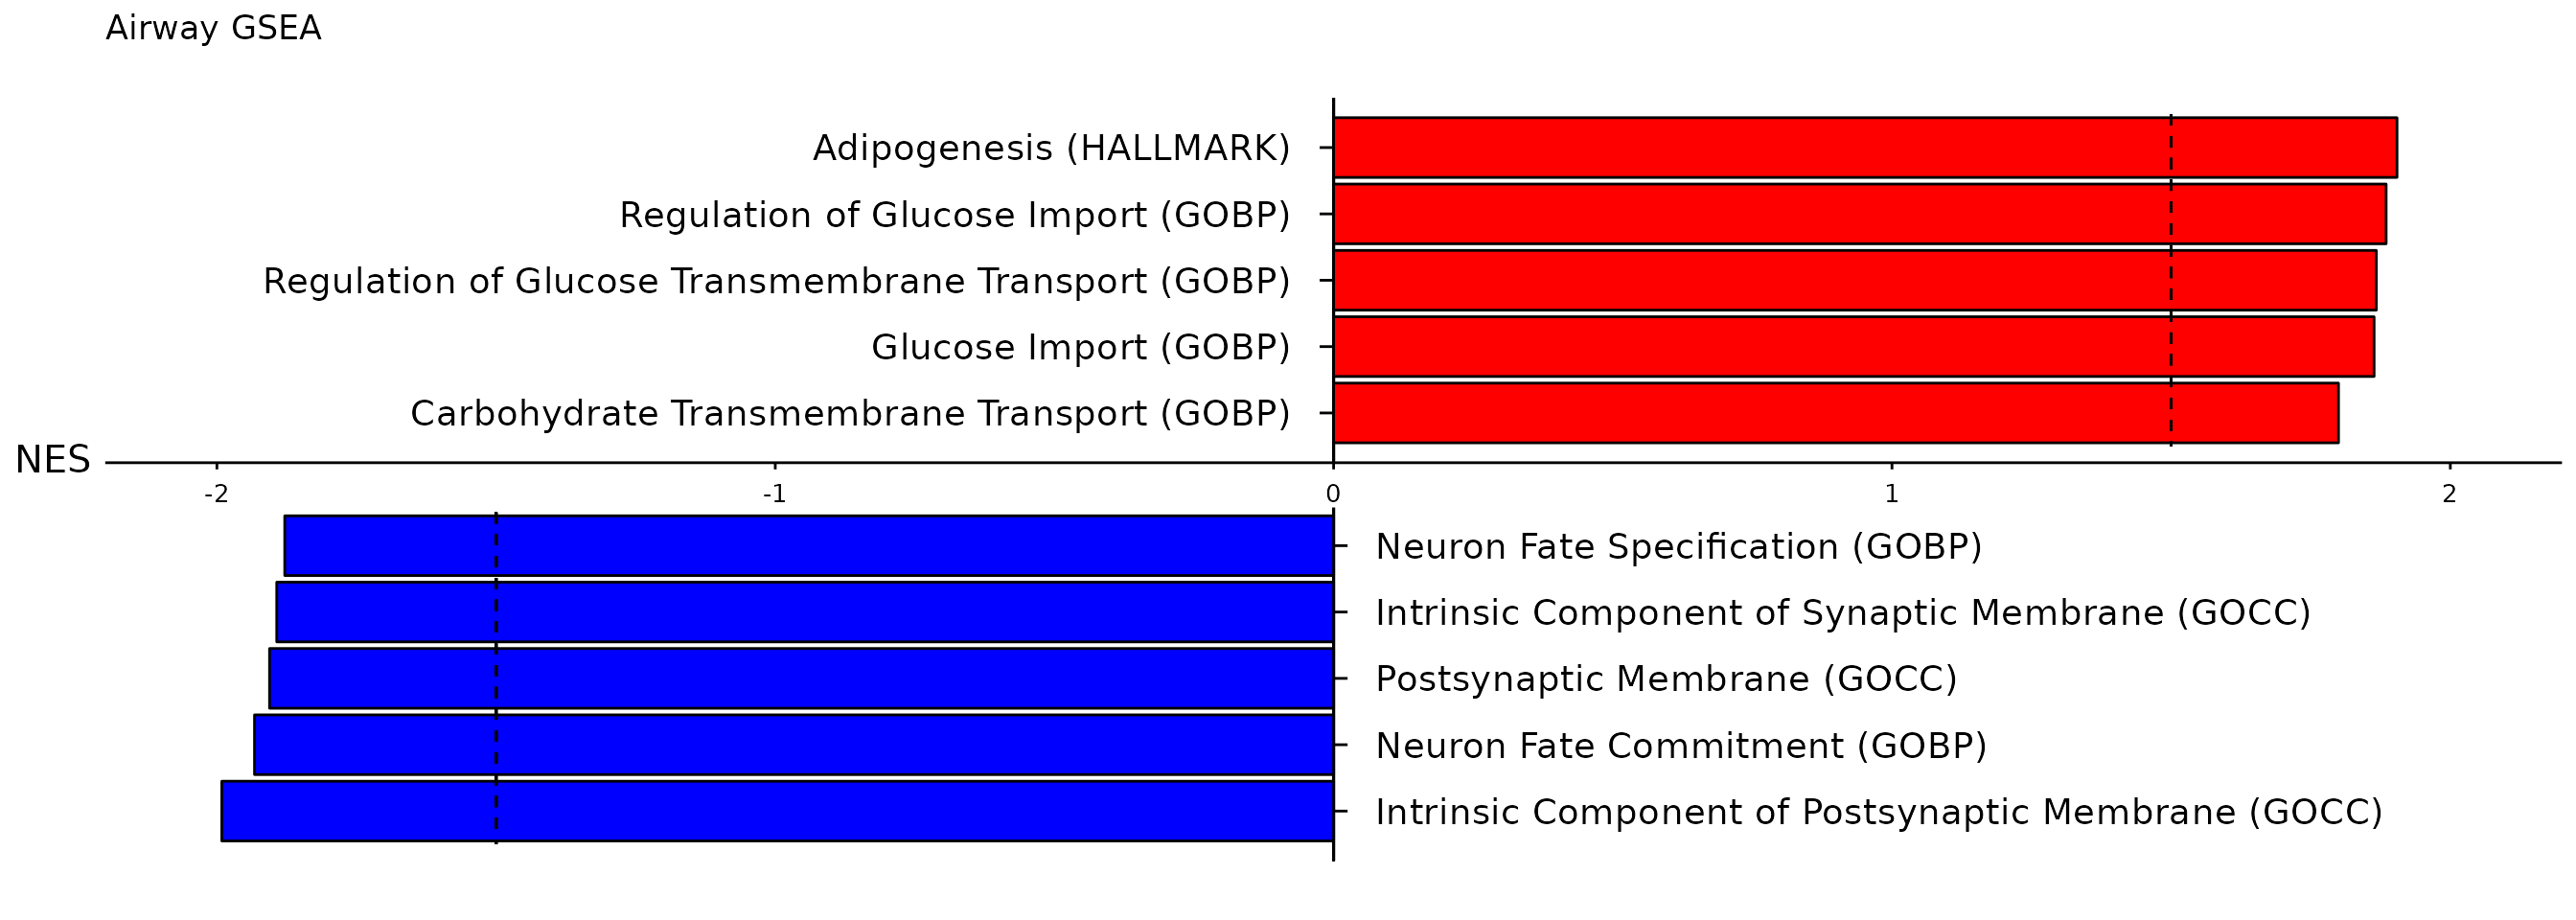 Airway GSEA
Adipogenesis (HALLMARK)
Regulation of Glucose Import (GOBP)
Regulation of Glucose Transmembrane Transport (GOBP)
Glucose Import (GOBP)
Carbohydrate Transmembrane Transport (GOBP)
NES
-2 -1 0 1 2
Neuron Fate Specification (GOBP)
Intrinsic Component of Synaptic Membrane (GOCC)
Postsynaptic Membrane (GOCC)
Neuron Fate Commitment (GOBP)
Intrinsic Component of Postsynaptic Membrane (GOCC)